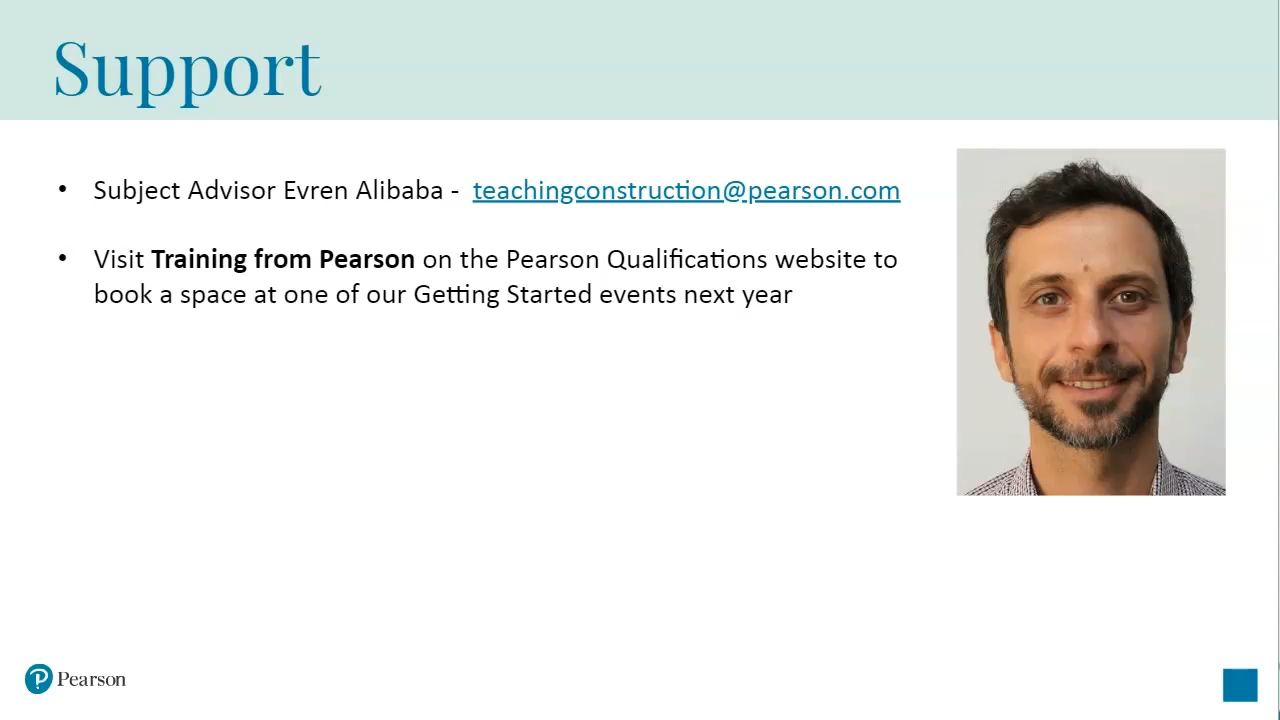 Support
• Subject Advisor Evren Alibaba - teachingconstruction@pearson.com
• Visit Training from Pearson on the Pearson Qualifications website to
book a space at one of our Getting Started events next year
Pearson